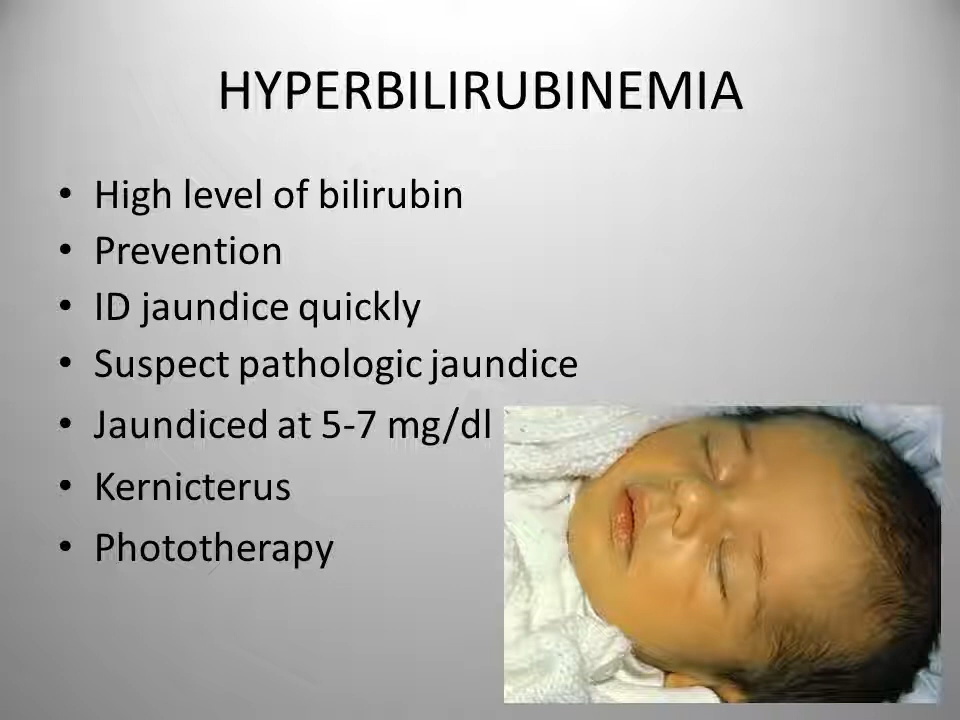 HYPERBILIRUBINEMIA
• High level of bilirubin
• Prevention
• ID jaundice quickly
• Suspect pathologic jaundice
• Jaundiced at 5-7 mg/dl
• Kernicterus
• Phototherapy